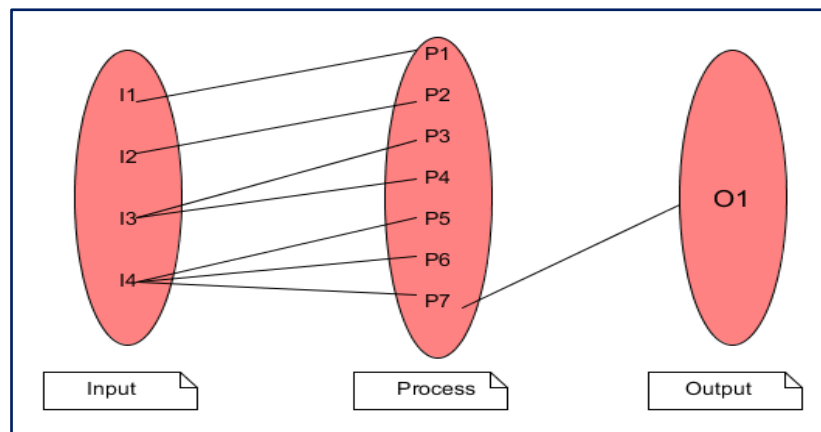 I1
I2
I3
I4
P1
P2
P3
P4
P5
P6
P7
O1
Input
Process
Output